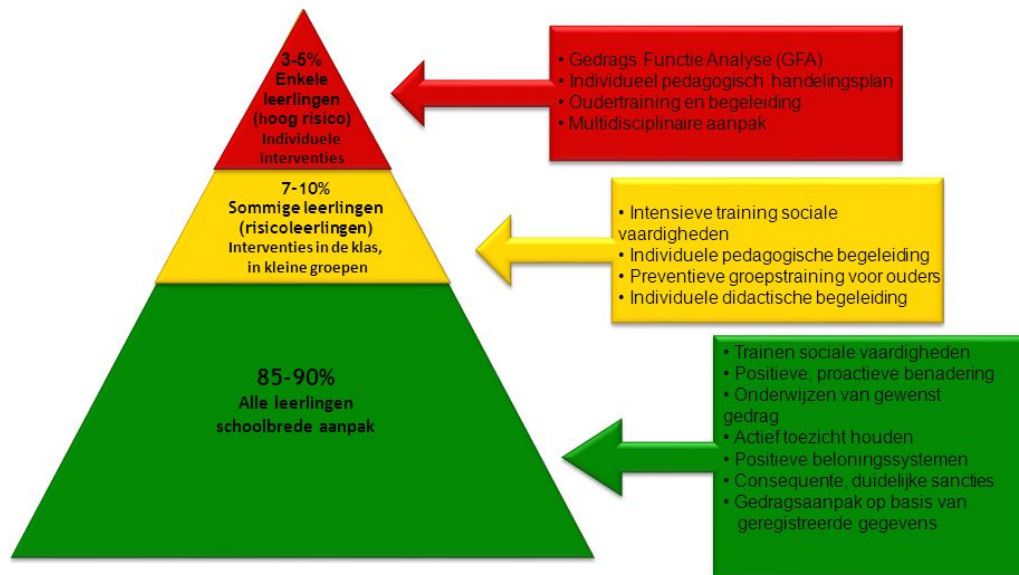 3-5%
Enkele
leerlingen
(hoog risico)
Individuele
interventies
• Gedrags Functie Analyse (GFA)
• Individueel pedagogisch handelingsplan
• Oudertraining en begeleiding
• Multidisciplinaire aanpak
7-10%
Sommige leerlingen
(risicoleerlingen)
Interventies in de klas,
in kleine groepen
• Intensieve training sociale
vaardigheden
• Individuele pedagogische begeleiding
• Preventieve groepstraining voor ouders
• Individuele didactische begeleiding
85-90%
Alle leerlingen
schoolbrede aanpak
• Trainen sociale vaardigheden
• Positieve, proactieve benadering
• Onderwijzen van gewenst
gedrag
• Actief toezicht houden
• Positieve beloningssystemen
• Consequente, duidelijke sancties
• Gedragsaanpak op basis van
geregistreerde gegevens